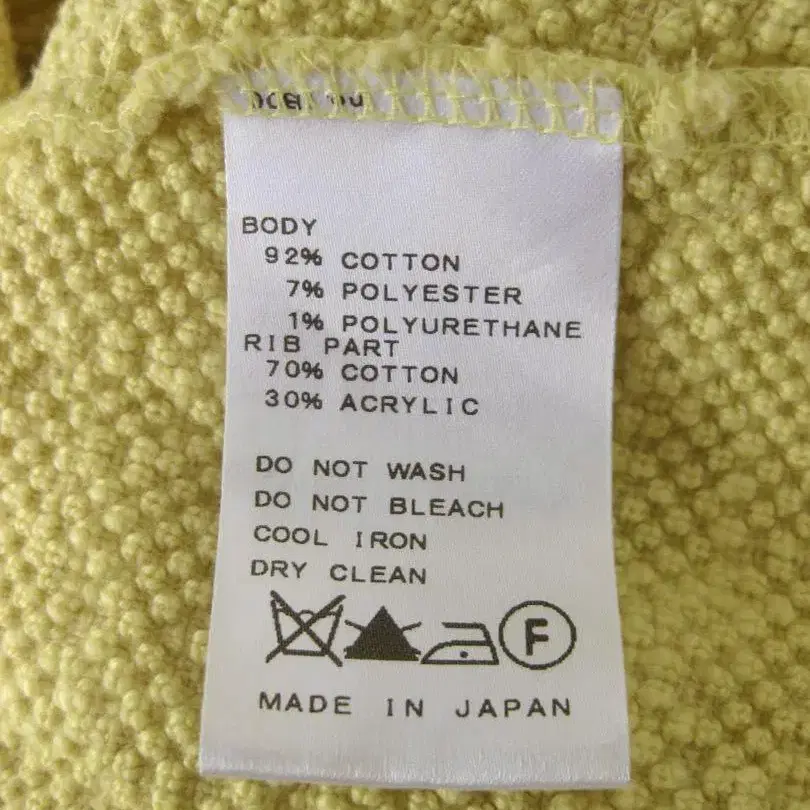 BODY
92% COTTON
7% POLYESTER
1% POLYURETHANE
RIB PART
70% COTTON
30% ACRYLIC
DO NOT WASH
DO NOT BLEACH
COOL IRON
DRY CLEAN
F
MADE IN JAPAN